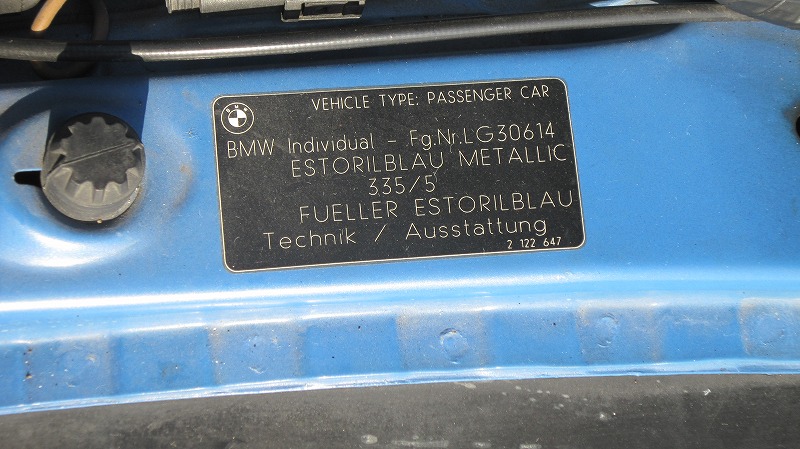 BMW
VEHICLE TYPE: PASSENGER CAR
BMW Individual - Fg.Nr.LG30614
ESTORILBLAU METALLIC
335/5
FUELLER ESTORILBLAU
Technik / Ausstattung
2 122 647